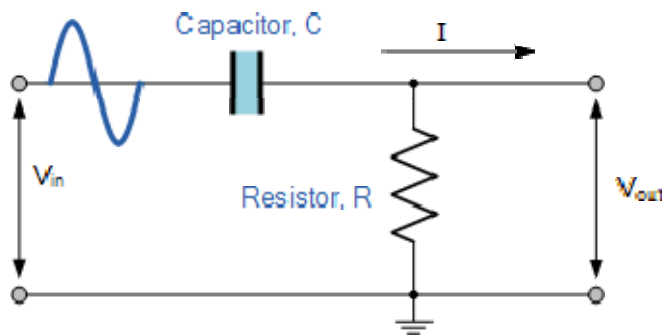 Capacitor, C
I
Vin
Resistor, R
Vout